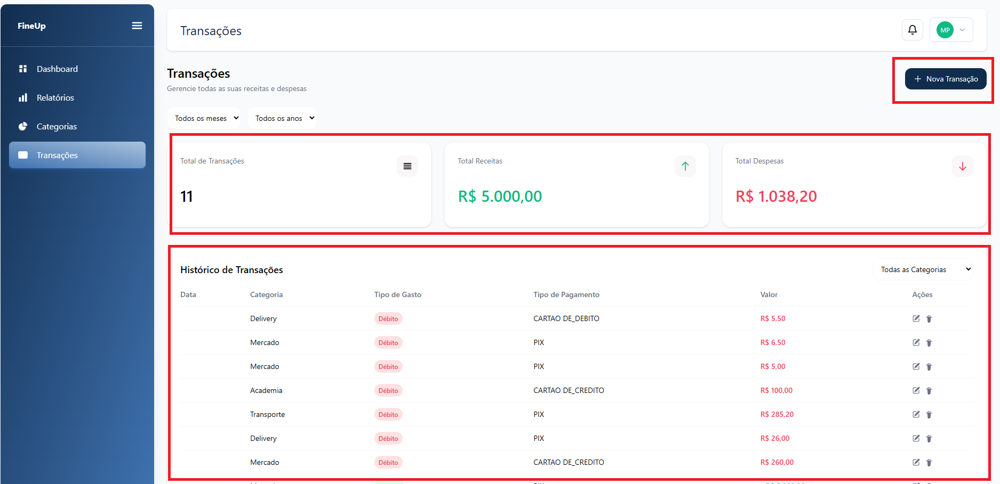 FineUp
Dashboard
Relatórios
Categorias
Transações
Transações
MP
Transações
Gerencie todas as suas receitas e despesas
+ Nova Transação
Todos os meses Todos os anos
Total de Transações
11
Total Receitas
R$ 5.000,00
Total Despesas
R$ 1.038,20
Histórico de Transações
Todas as Categorias
Data Categoria Tipo de Gasto Tipo de Pagamento Valor Ações
Delivery Débito CARTAO DE_DEBITO R$ 5,50
Mercado Débito PIX R$ 6,50
Mercado Débito PIX R$ 5,00
Academia Débito CARTAO DE_CREDITO R$ 100,00
Transporte Débito PIX R$ 285,20
Delivery Débito PIX R$ 26,00
Mercado Débito CARTAO DE_CREDITO R$ 260,00